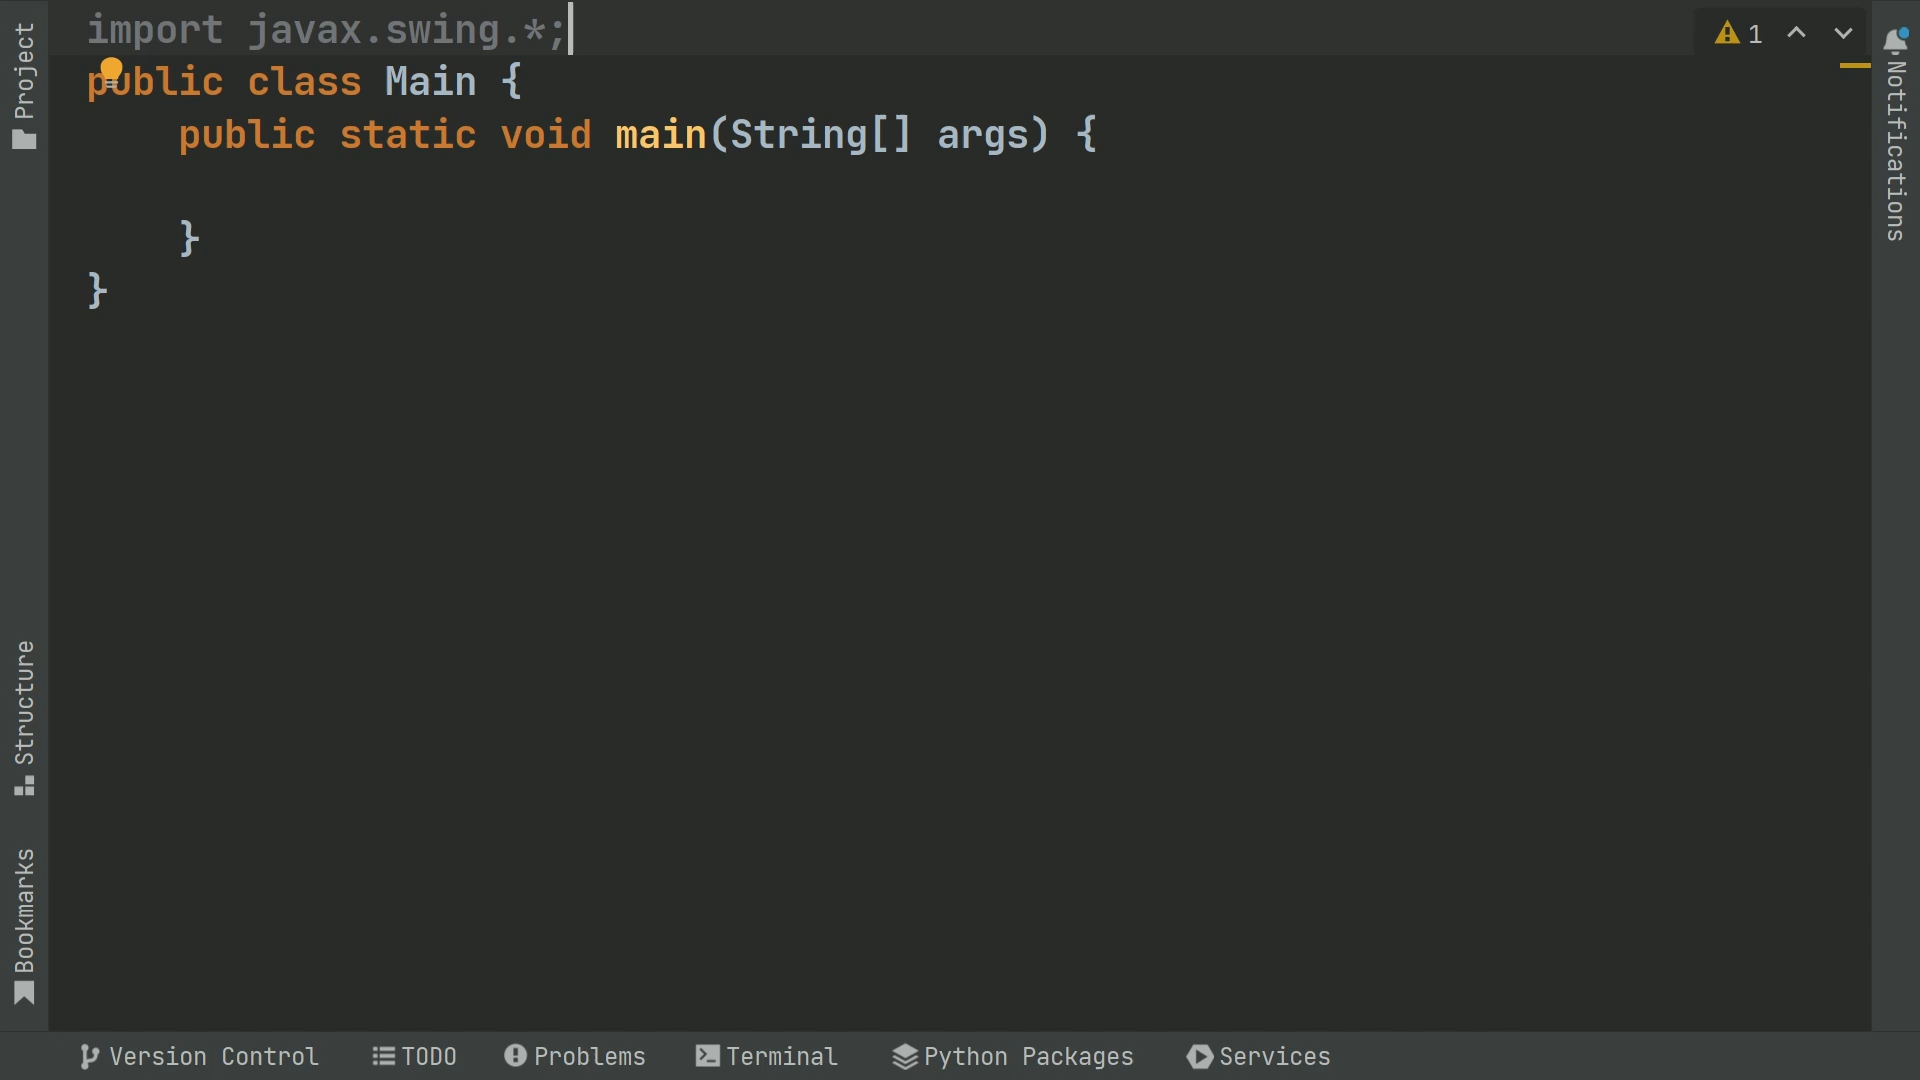 import javax.swing.*;
public class Main {
public static void main(String[] args) {
}
}
1
Project
Structure
Bookmarks
Notifications
Version Control
TODO
Problems
Terminal
Python Packages
Services